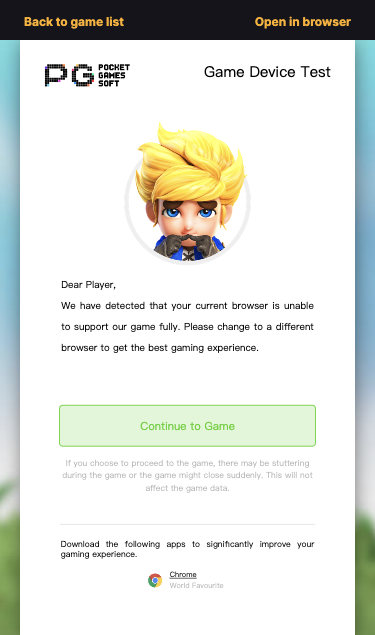 Back to game list
Open in browser
PG POCKET GAMES SOFT
Game Device Test
Dear Player,
We have detected that your current browser is unable
to support our game fully. Please change to a different
browser to get the best gaming experience.
Continue to Game
If you choose to proceed to the game, there may be stuttering
during the game or the game might close suddenly. This will not
affect the game data.
Download the following apps to significantly improve your
gaming experience.
Chrome
World Favourite